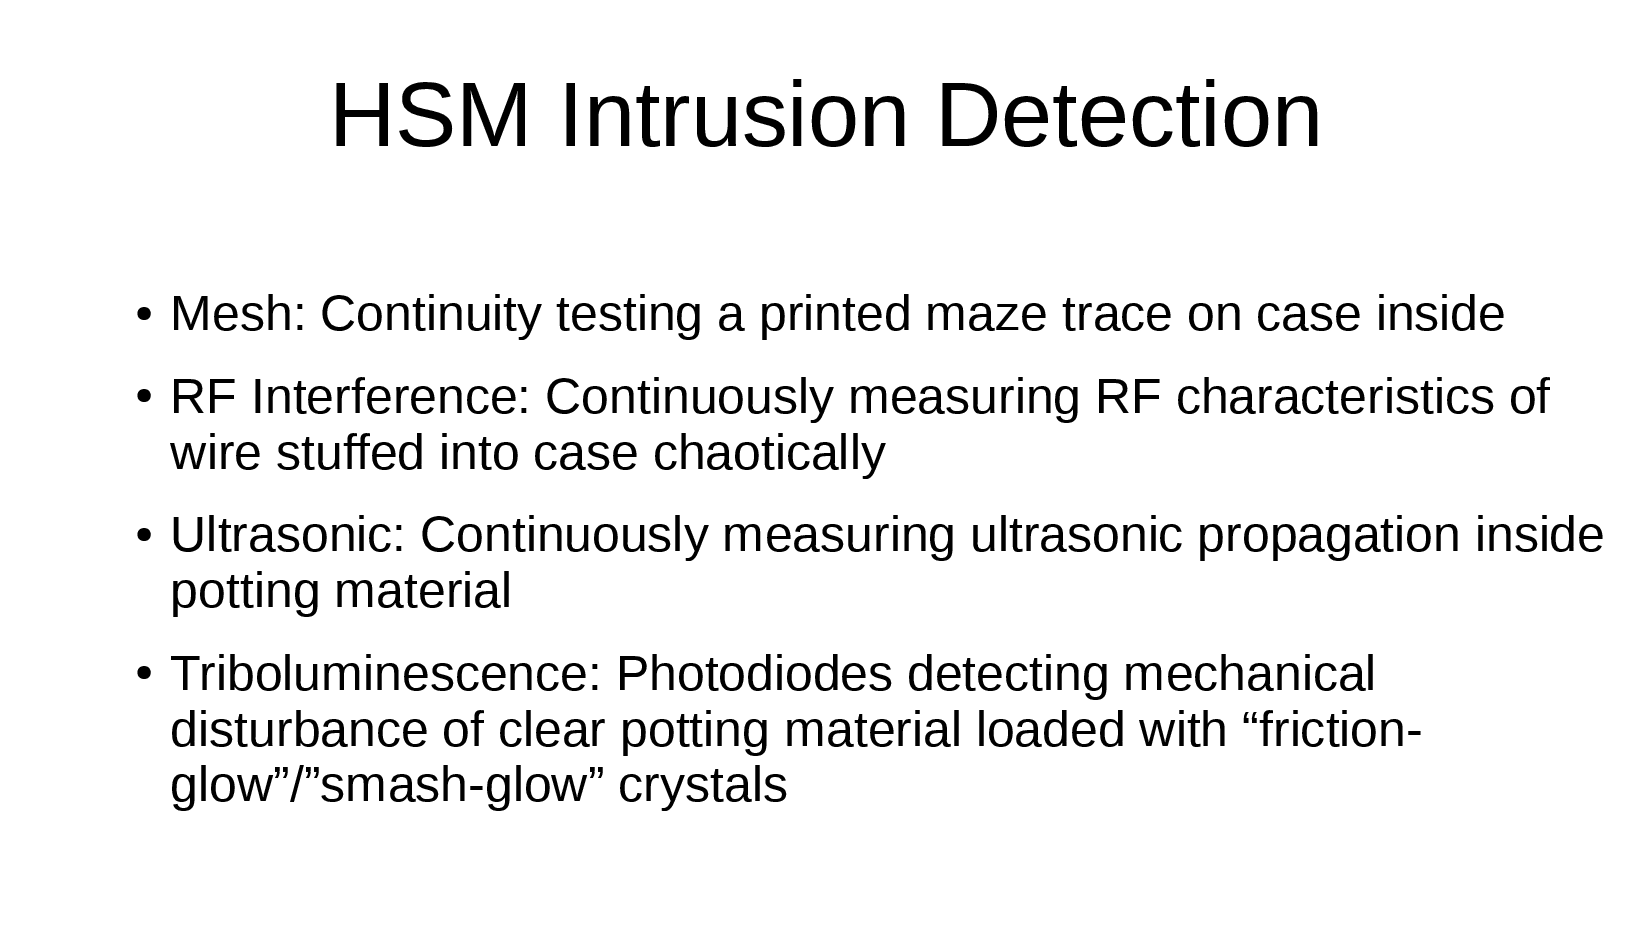 HSM Intrusion Detection
• Mesh: Continuity testing a printed maze trace on case inside
• RF Interference: Continuously measuring RF characteristics of
wire stuffed into case chaotically
• Ultrasonic: Continuously measuring ultrasonic propagation inside
potting material
• Triboluminescence: Photodiodes detecting mechanical
disturbance of clear potting material loaded with “friction-
glow”/”smash-glow” crystals